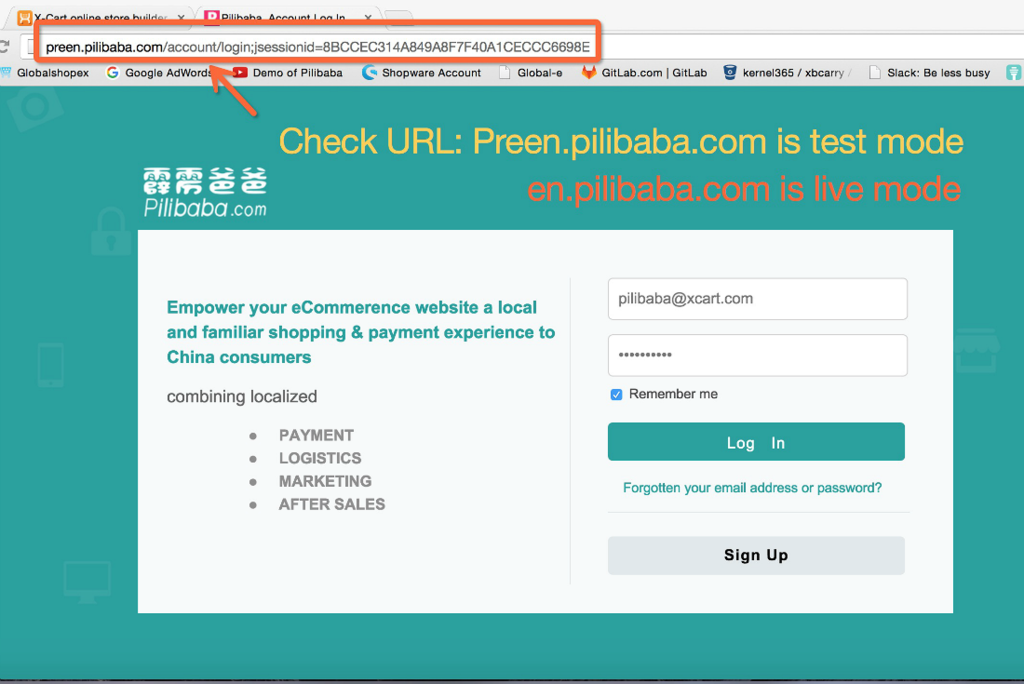 X-Cart online store builder
Pilibaba Account Log In
preen.pilibaba.com/account/login;jsessionid=8BCCEC314A849A8F7F40A1CECCC6698E
Globalshopex Google AdWords Demo of Pilibaba Shopware Account Global-e GitLab.com | GitLab kernel365 / xbcarry / Slack: Be less busy
Check URL: Preen.pilibaba.com is test mode
en.pilibaba.com is live mode
霹雳爸爸
Pilibaba.com
Empower your eCommerence website a local
and familiar shopping & payment experience to
China consumers
combining localized
● PAYMENT
● LOGISTICS
● MARKETING
● AFTER SALES
pilibaba@xcart.com
••••••••••
Remember me
Log In
Forgotten your email address or password?
Sign Up